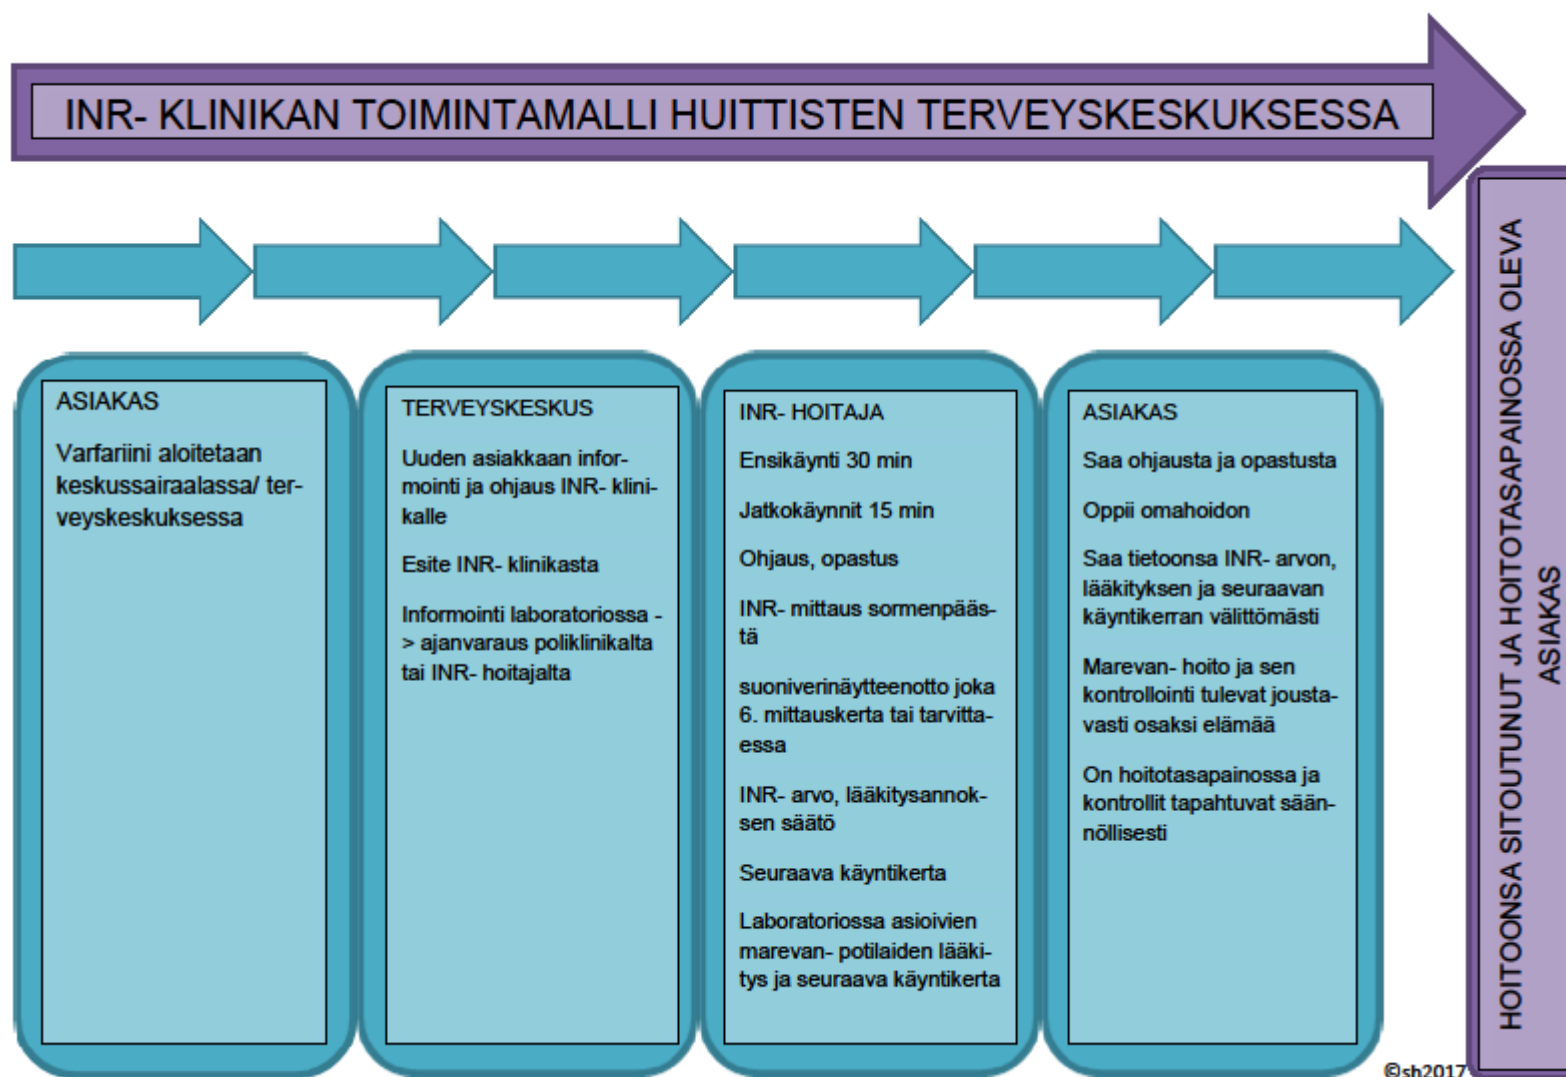 INR- KLINIKAN TOIMINTAMALLI HUITTISTEN TERVEYSKESKUKSESSA
ASIAKAS
Varfariini aloitetaan
keskussairaalassa/ ter-
veyskeskuksessa
TERVEYSKESKUS
Uuden asiakkaan infor-
mointi ja ohjaus INR- klini-
kalle
Esite INR- klinikasta
Informointi laboratoriossa -
> ajanvaraus poliklinikalta
tai INR- hoitajalta
INR- HOITAJA
Ensikäynti 30 min
Jatkokäynnit 15 min
Ohjaus, opastus
INR- mittaus sormenpääs-
tä
suoniverinäytteenotto joka
6. mittauskerta tai tarvitta-
essa
INR- arvo, lääkitysannok-
sen säätö
Seuraava käyntikerta
Laboratoriossa asioivien
marevan- potilaiden lääki-
tys ja seuraava käyntikerta
ASIAKAS
Saa ohjausta ja opastusta
Oppii omahoidon
Saa tietoonsa INR- arvon,
lääkityksen ja seuraavan
käyntikerran välittömästi
Marevan- hoito ja sen
kontrollointi tulevat jousta-
vasti osaksi elämää
On hoitotasapainossa ja
kontrollit tapahtuvat sään-
nöllisesti
HOITOONSA SITOUTUNUT JA HOITOTASAPAINOSSA OLEVA
ASIAKAS
©sh2017